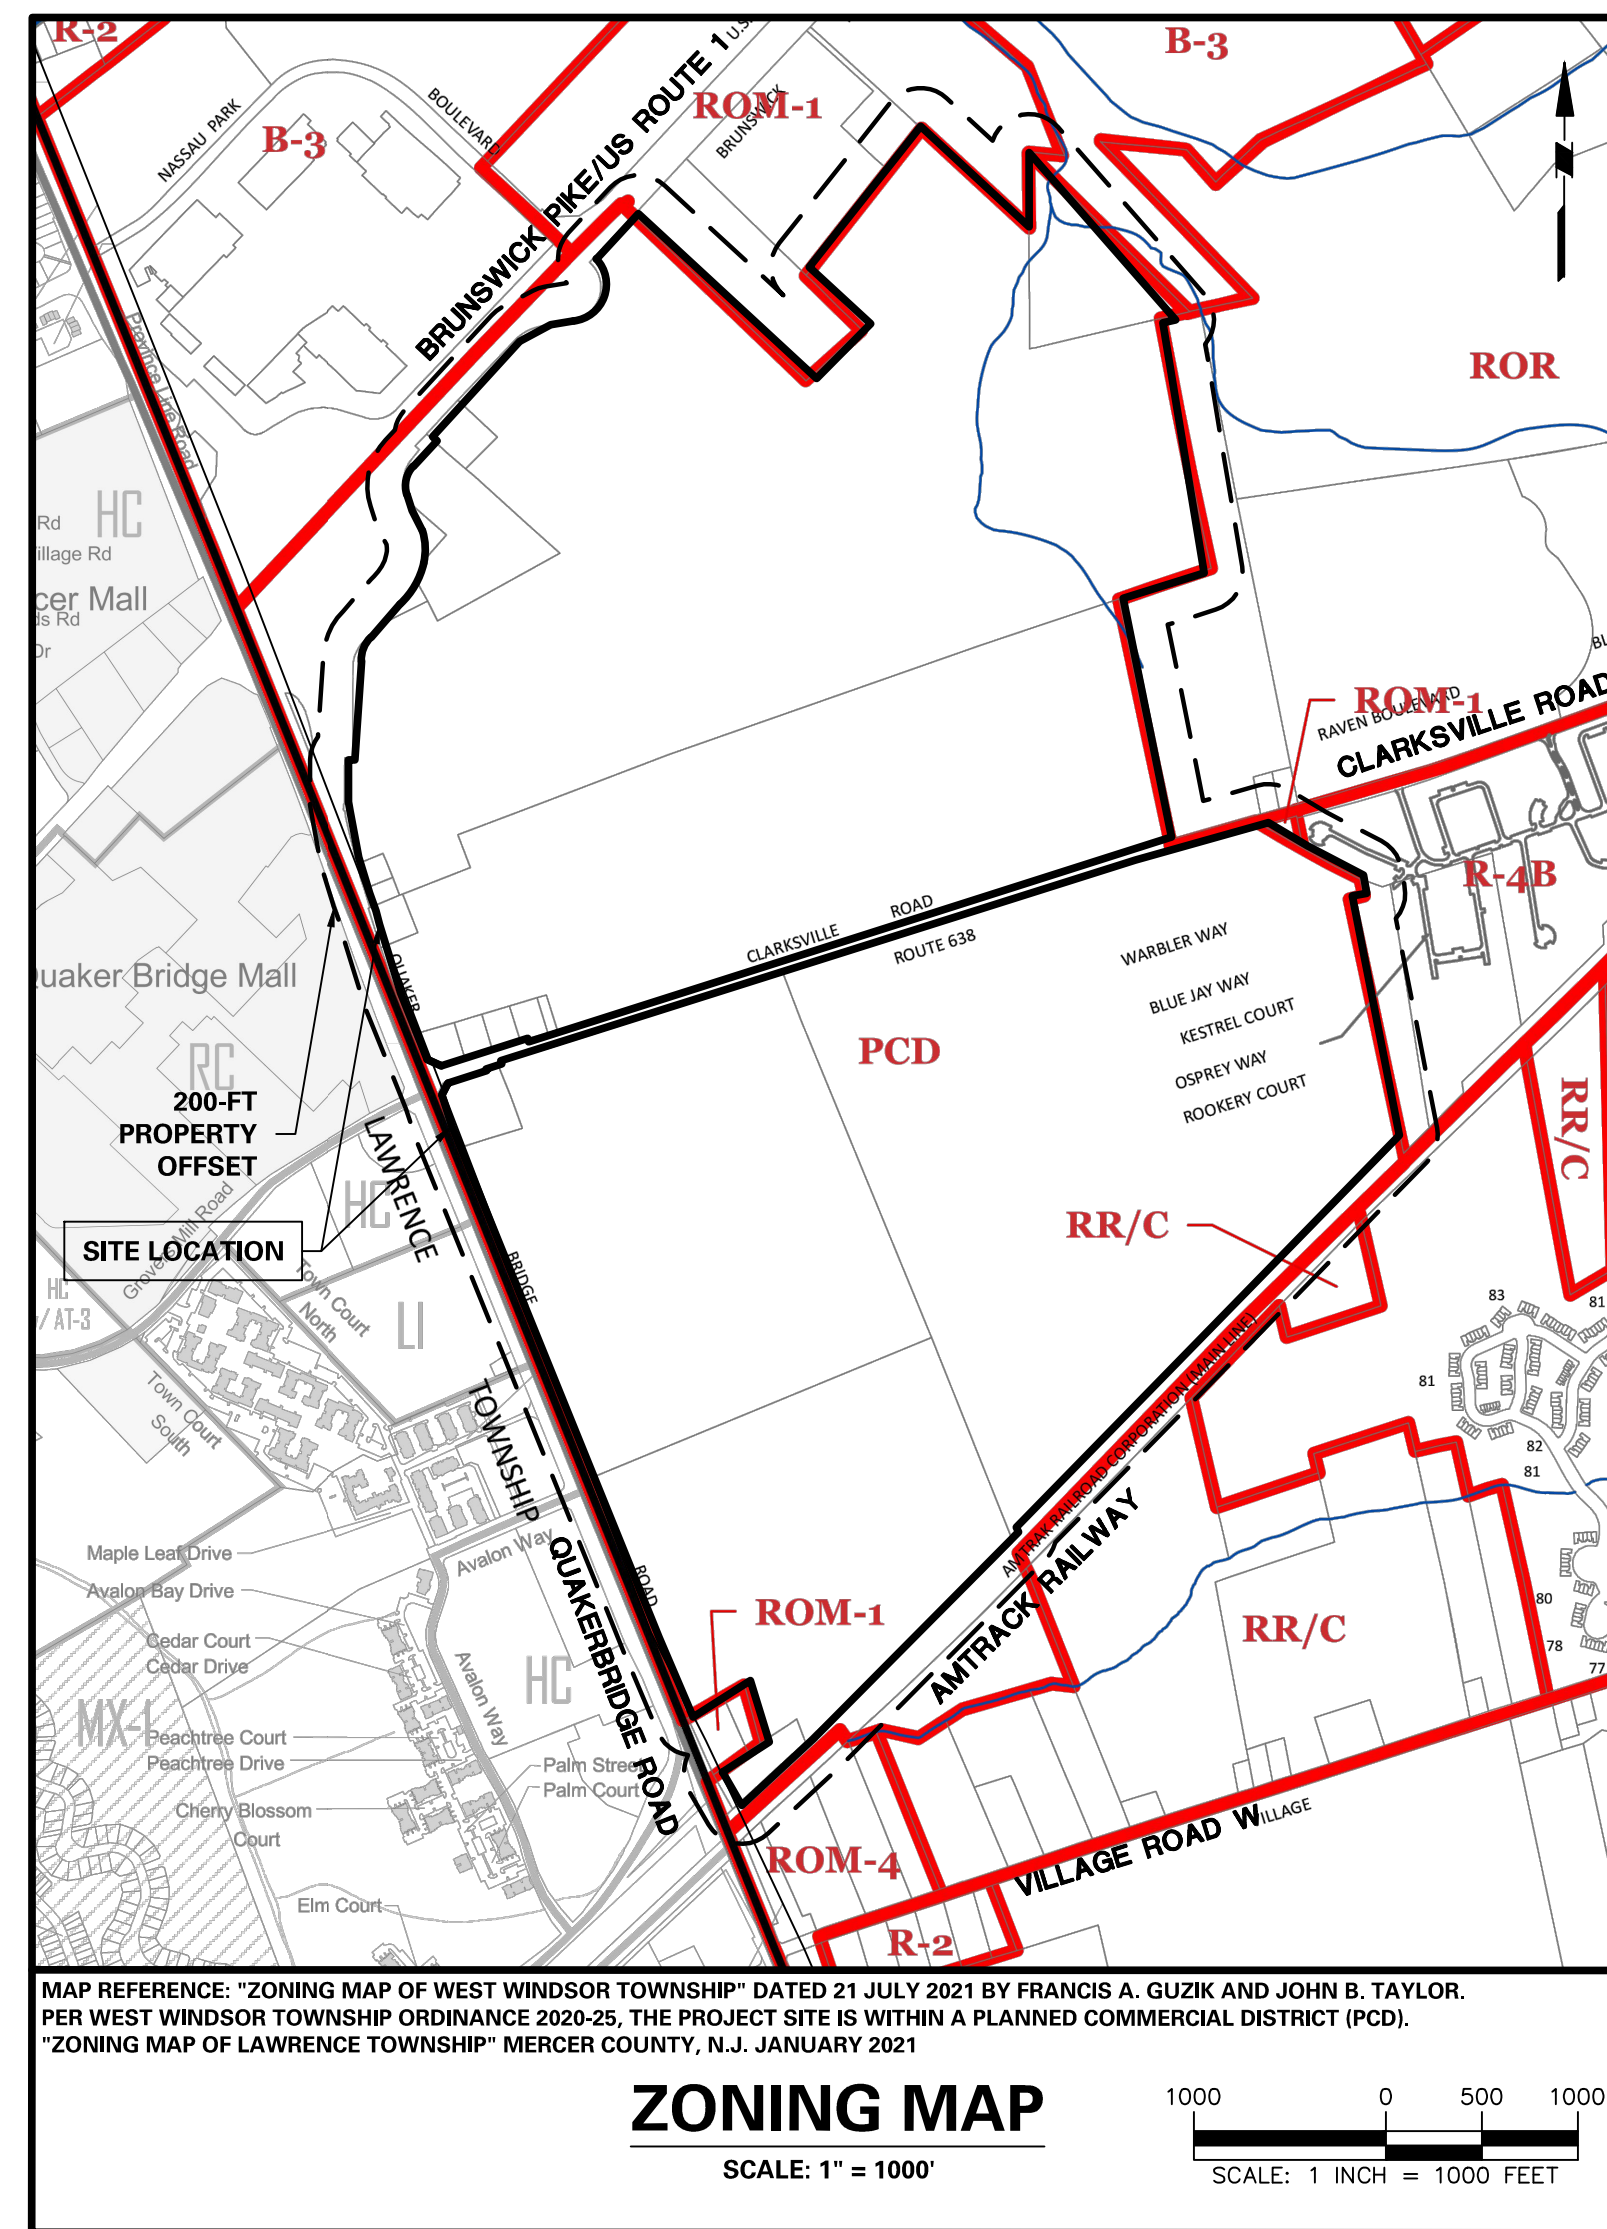 R-2
B-3
ROM-1
B-3
NASSAU PARK
BOULEVARD
BRUNSWICK PIKE/US ROUTE 1
U.S.
BRUNSWICK
ROR
Province Line Road
HC
Rd
illage Rd
cer Mall
ds Rd
Dr
ROM-1
RAVEN BOULEVARD
CLARKSVILLE ROAD
BL
R-4B
CLARKSVILLE ROAD
ROUTE 638
WARBLER WAY
BLUE JAY WAY
KESTREL COURT
OSPREY WAY
ROOKERY COURT
PCD
QUAKER
uaker Bridge Mall
RC
200-FT
PROPERTY
OFFSET
SITE LOCATION
Grovers Mill Road
HC
HC
/ AT-3
LAWRENCE
TOWNSHIP
Town Court
North
LI
BRIDGE
Town Court
South
RR/C
RR/C
83
81
81
82
81
80
78
77
AMTRAK RAILROAD CORPORATION (MAIN LINE)
AMTRACK RAILWAY
Maple Leaf Drive
Avalon Bay Drive
Avalon Way
QUAKERBRIDGE ROAD
ROAD
ROM-1
RR/C
Cedar Court
Cedar Drive
Avalon Way
HC
MX-1
Peachtree Court
Peachtree Drive
Palm Street
Palm Court
Cherry Blossom
Court
Elm Court
ROM-4
VILLAGE ROAD W
VILLAGE
R-2
MAP REFERENCE: "ZONING MAP OF WEST WINDSOR TOWNSHIP" DATED 21 JULY 2021 BY FRANCIS A. GUZIK AND JOHN B. TAYLOR.
PER WEST WINDSOR TOWNSHIP ORDINANCE 2020-25, THE PROJECT SITE IS WITHIN A PLANNED COMMERCIAL DISTRICT (PCD).
"ZONING MAP OF LAWRENCE TOWNSHIP" MERCER COUNTY, N.J. JANUARY 2021
ZONING MAP
SCALE: 1" = 1000'
1000 0 500 1000
SCALE: 1 INCH = 1000 FEET